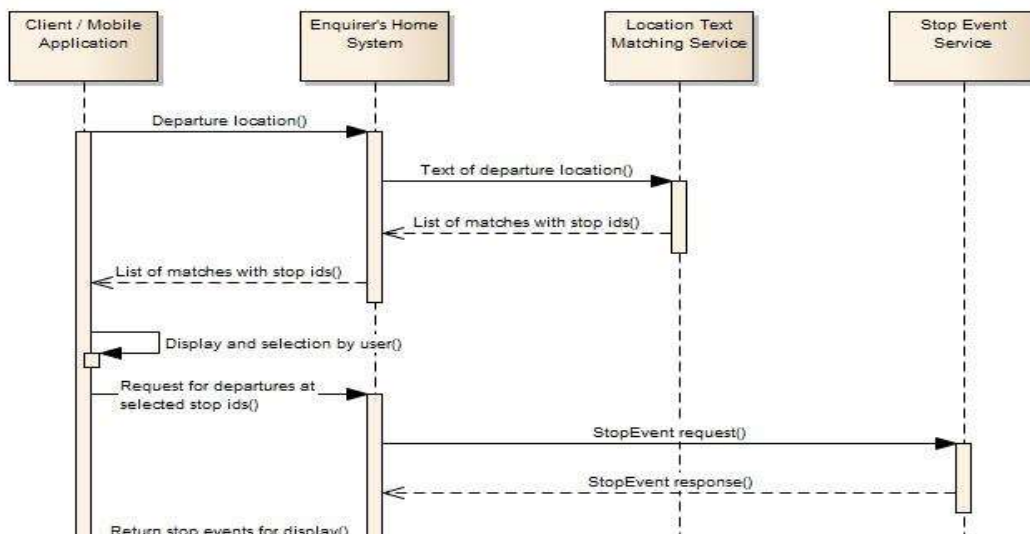 Client / Mobile
Application
Enquirer's Home
System
Location Text
Matching Service
Stop Event
Service
Departure location()
Text of departure location()
List of matches with stop ids()
List of matches with stop ids()
Display and selection by user()
Request for departures at
selected stop ids()
StopEvent request()
StopEvent response()
Return stop events for display()